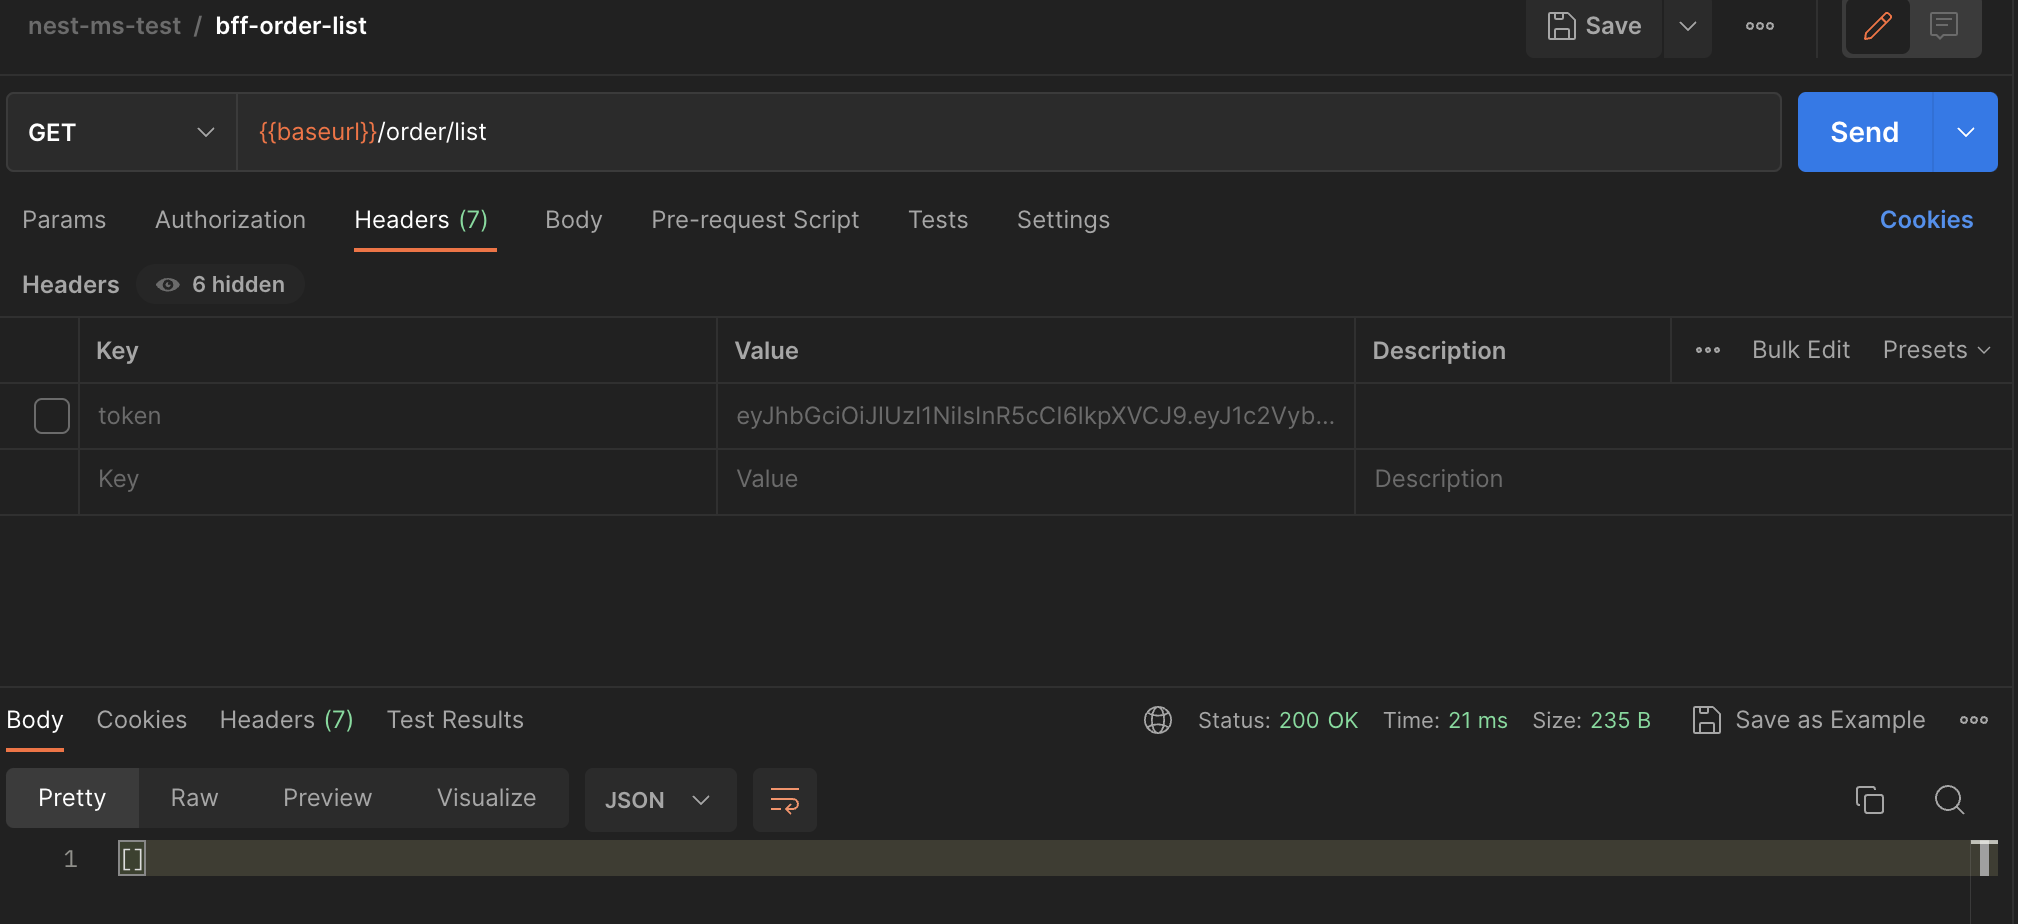 nest-ms-test / bff-order-list
Save
GET
{{baseurl}}/order/list
Send
Params Authorization Headers (7) Body Pre-request Script Tests Settings Cookies
Headers 6 hidden
Key Value Description Bulk Edit Presets
token eyJhbGciOiJIUzI1NiIsInR5cCI6IkpXVCJ9.eyJ1c2Vyb...
Key Value Description
Body Cookies Headers (7) Test Results Status: 200 OK Time: 21 ms Size: 235 B Save as Example
Pretty Raw Preview Visualize JSON
1 []